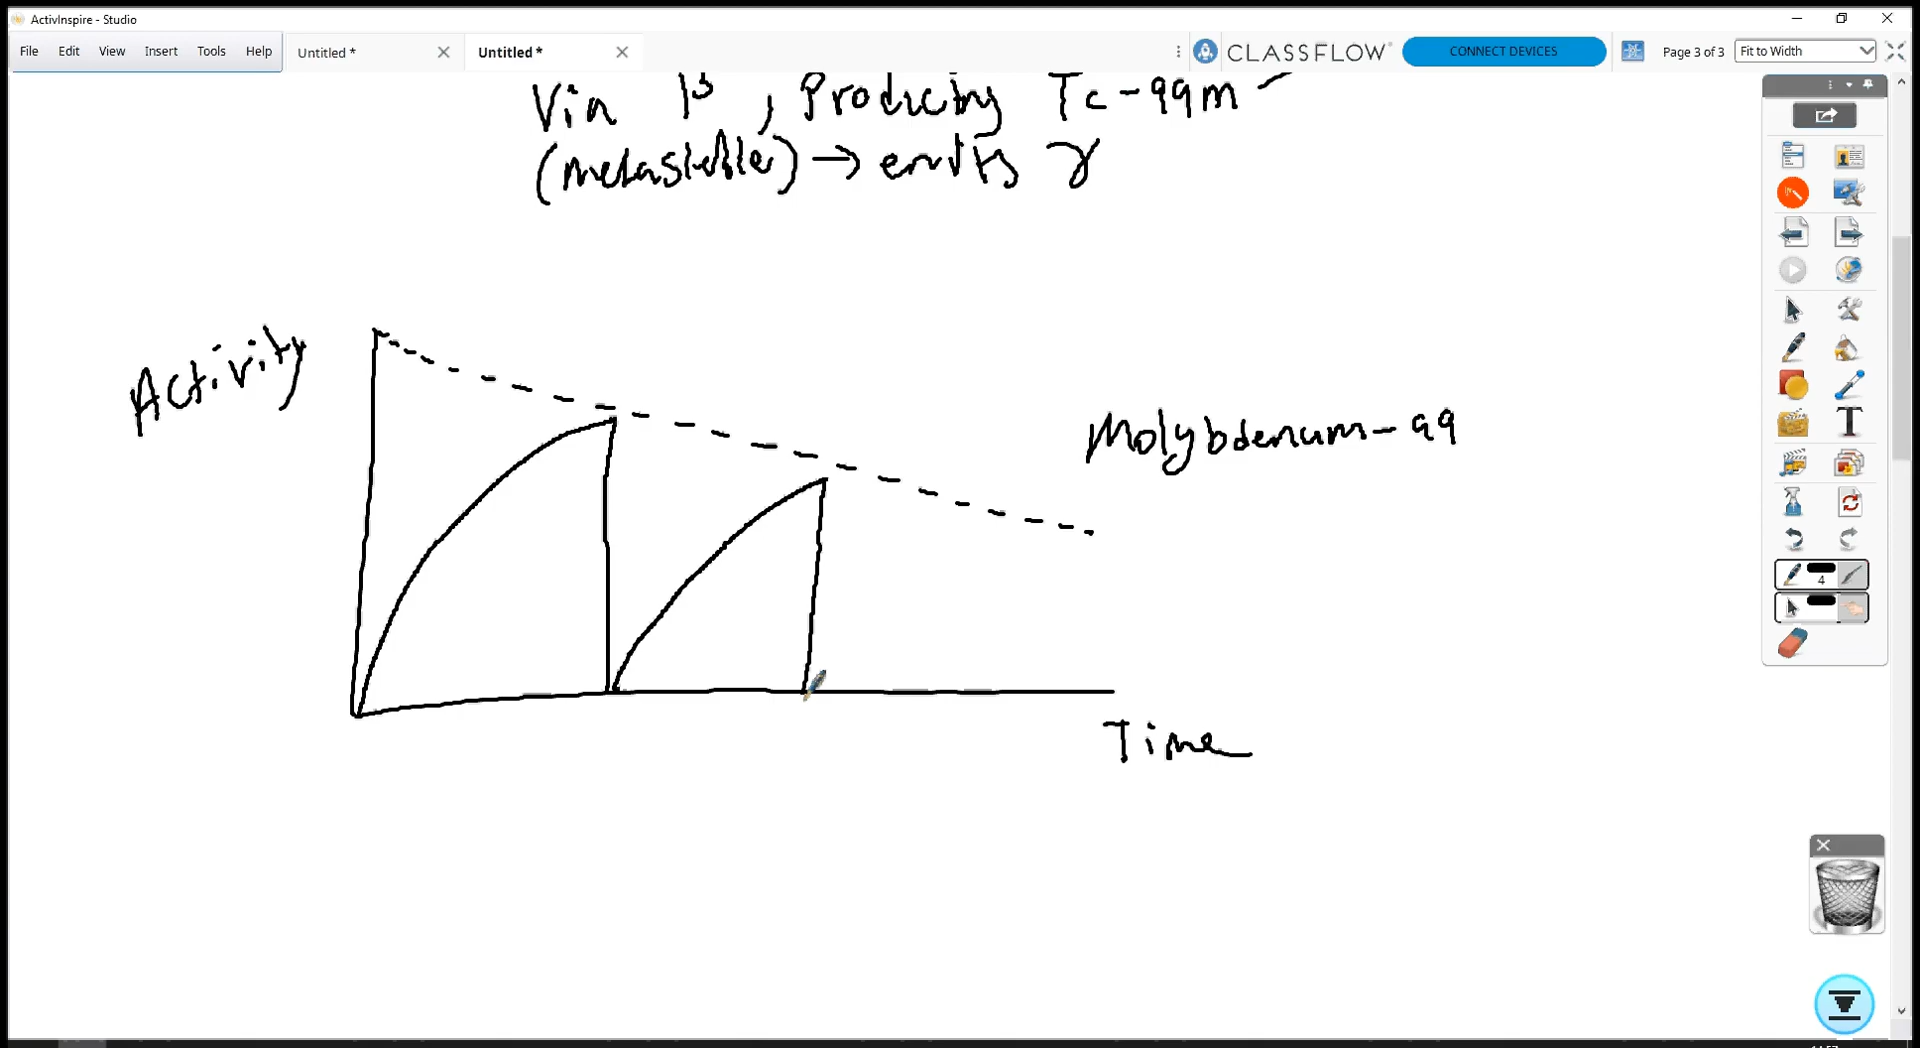 ActivInspire - Studio
File Edit View Insert Tools Help Untitled * Untitled * CLASSFLOW CONNECT DEVICES Page 3 of 3 Fit to Width
Via β, Producing Tc-99m
(metastable) → emits γ
Activity
Molybdenum-99
4
Time